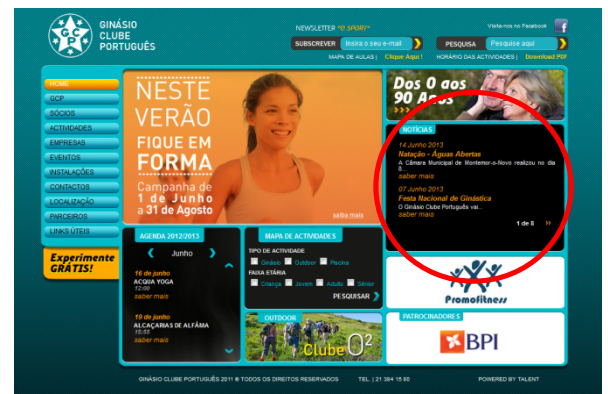 GCP
GINÁSIO
CLUBE
PORTUGUÊS
NEWSLETTER "O SPORT"
SUBSCREVER Insira o seu e-mail
MAPA DE AULAS | Clique Aqui!
Visite-nos no Facebook
PESQUISA Pesquise aqui
HORÁRIO DAS ACTIVIDADES | Download PDF
HOME
GCP
SÓCIOS
ACTIVIDADES
EMPRESAS
EVENTOS
INSTALAÇÕES
CONTACTOS
LOCALIZAÇÃO
PARCEIROS
LINKS ÚTEIS
Experimente
GRÁTIS!
NESTE
VERÃO
FIQUE EM
FORMA
Campanha de
1 de Junho
a 31 de Agosto
saiba mais
Dos 0 aos
90 Anos
NOTÍCIAS
14 Junho 2013
Natação - Águas Abertas
A Câmara Municipal de Montemor-o-Novo realizou no dia
8...
saber mais
07 Junho 2013
Festa Nacional de Ginástica
O Ginásio Clube Português vai...
saber mais
1 de 8
AGENDA 2012/2013
Junho
16 de junho
ACQUA YOGA
12:00
saber mais
19 de junho
ALCAÇARIAS DE ALFÂMA
saber mais
MAPA DE ACTIVIDADES
TIPO DE ACTIVIDADE
Ginásio Outdoor Piscina
FAIXA ETÁRIA
Criança Jovem Adulto Sénior
PESQUISAR
OUTDOOR
Clube O²
Promofitness
PATROCINADORES
BPI
GINÁSIO CLUBE PORTUGUÊS 2011 ® TODOS OS DIREITOS RESERVADOS TEL. | 21 384 15 80 POWERED BY TALENT